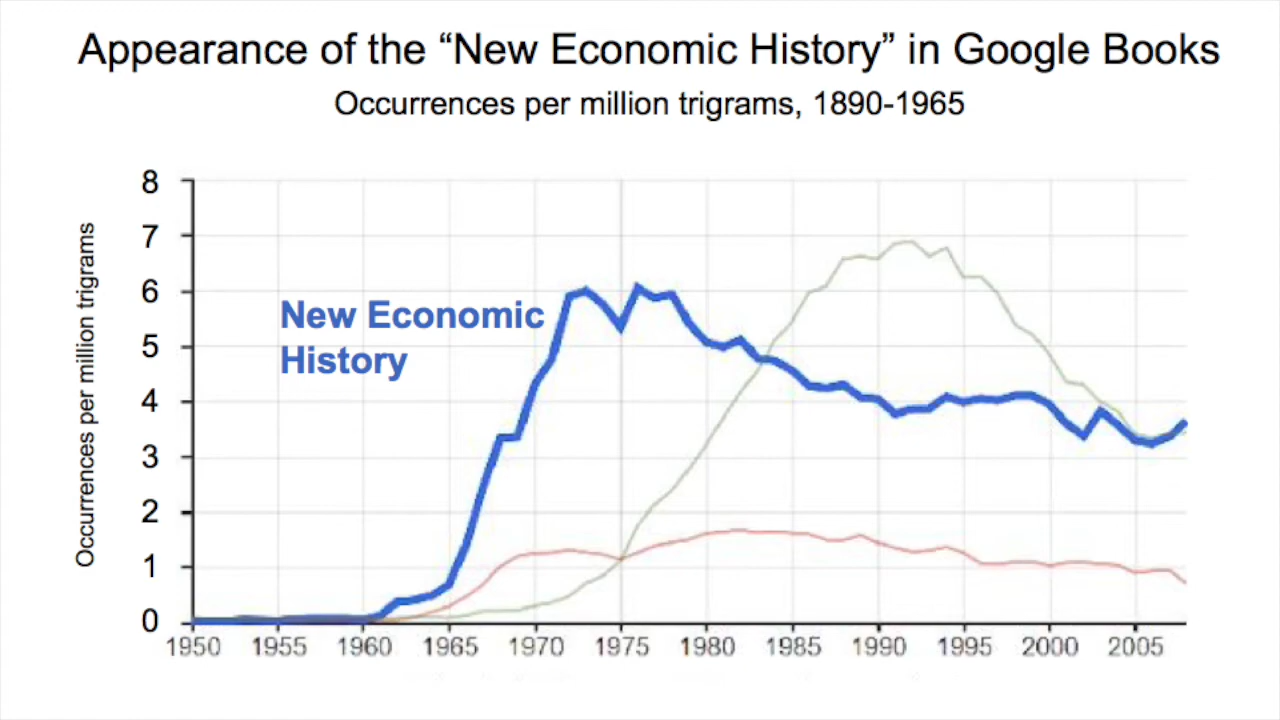 Appearance of the “New Economic History” in Google Books
Occurrences per million trigrams, 1890-1965
Occurrences per million trigrams
8
7
6
5
4
3
2
1
0
New Economic
History
1950 1955 1960 1965 1970 1975 1980 1985 1990 1995 2000 2005